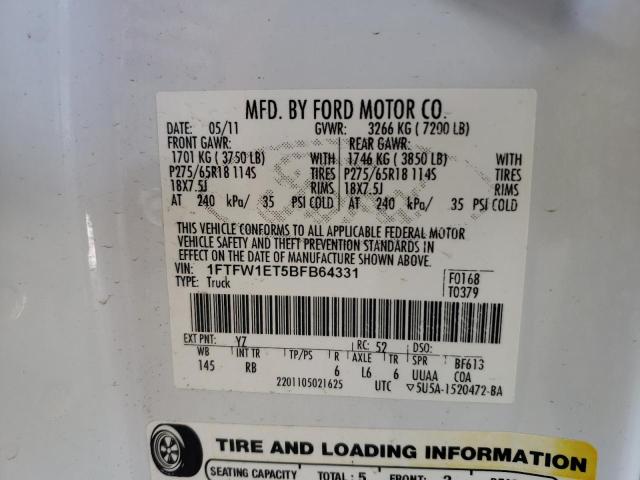 MFD. BY FORD MOTOR CO.
DATE: 05/11 GVWR: 3266 KG ( 7200 LB)
FRONT GAWR: REAR GAWR:
1701 KG ( 3750 LB) WITH 1746 KG ( 3850 LB) WITH
P275/65R18 114S TIRES P275/65R18 114S TIRES
18X7.5J RIMS 18X7.5J RIMS
AT 240 kPa/ 35 PSI COLD AT 240 kPa/ 35 PSI COLD
THIS VEHICLE CONFORMS TO ALL APPLICABLE FEDERAL MOTOR
VEHICLE SAFETY AND THEFT PREVENTION STANDARDS IN
EFFECT ON THE DATE OF MANUFACTURE SHOWN ABOVE.
VIN: 1FTFW1ET5BFB64331 F0168
TYPE: Truck T0379
EXT PNT: YZ RC: 52 DSO:
WB INT TR TP/PS R AXLE TR SPR BF613
145 RB 6 L6 6 UUAA COA
2201105021625 UTC ▽5U5A-1520472-BA
TIRE AND LOADING INFORMATION
SEATING CAPACITY TOTAL: 5 FRONT: